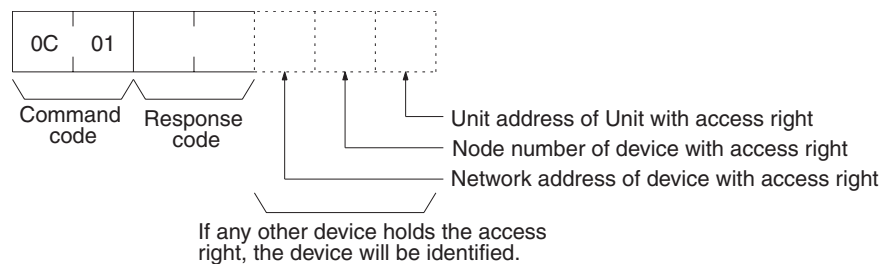 0C 01
Command
code
Response
code
Unit address of Unit with access right
Node number of device with access right
Network address of device with access right
If any other device holds the access
right, the device will be identified.